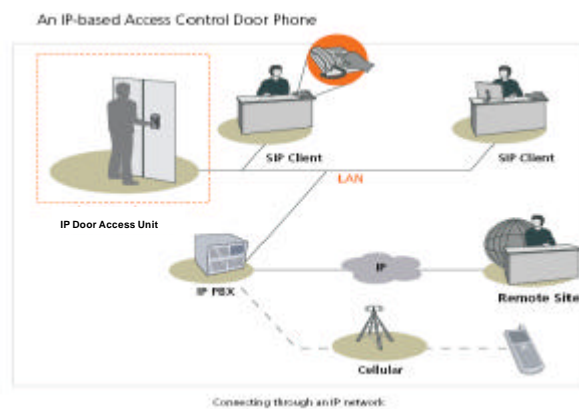 An IP-based Access Control Door Phone
SIP Client
SIP Client
LAN
IP Door Access Unit
IP PBX
IP
Remote Site
Cellular
Connecting through an IP network